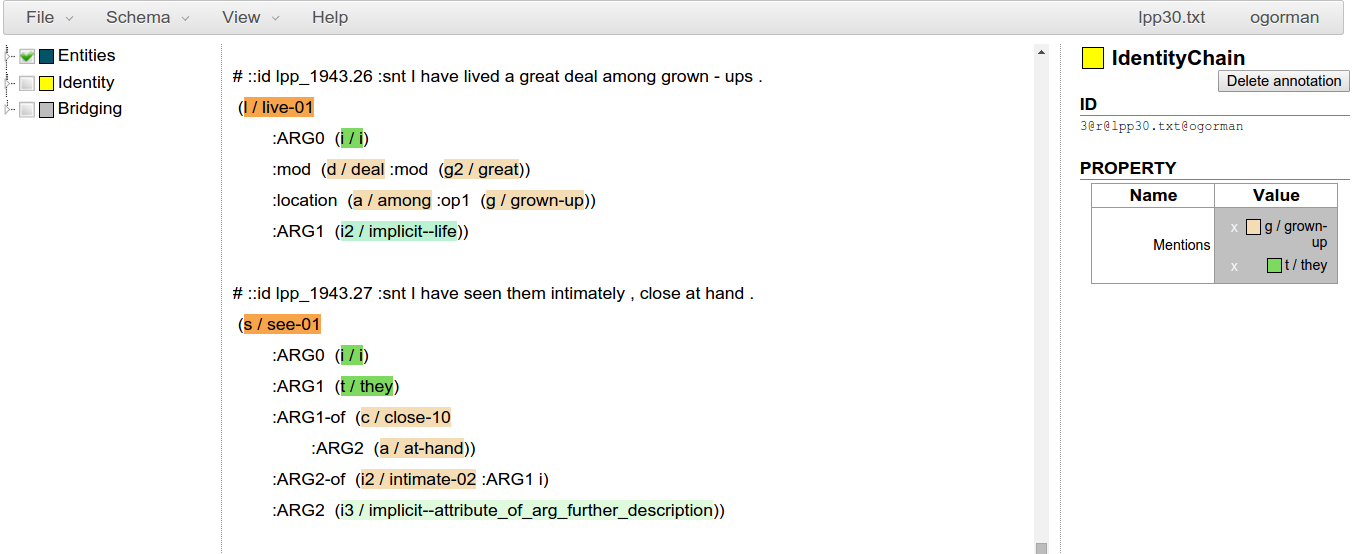 File Schema View Help lpp30.txt ogorman
Entities
Identity
Bridging
# ::id lpp_1943.26 :snt I have lived a great deal among grown - ups .
(l / live-01
:ARG0 (i / i)
:mod (d / deal :mod (g2 / great))
:location (a / among :op1 (g / grown-up))
:ARG1 (i2 / implicit--life))
# ::id lpp_1943.27 :snt I have seen them intimately , close at hand .
(s / see-01
:ARG0 (i / i)
:ARG1 (t / they)
:ARG1-of (c / close-10
:ARG2 (a / at-hand))
:ARG2-of (i2 / intimate-02 :ARG1 i)
:ARG2 (i3 / implicit--attribute_of_arg_further_description))
IdentityChain
Delete annotation
ID
3@r@lpp30.txt@ogorman
PROPERTY
Name Value
Mentions
x g / grown-
up
x t / they